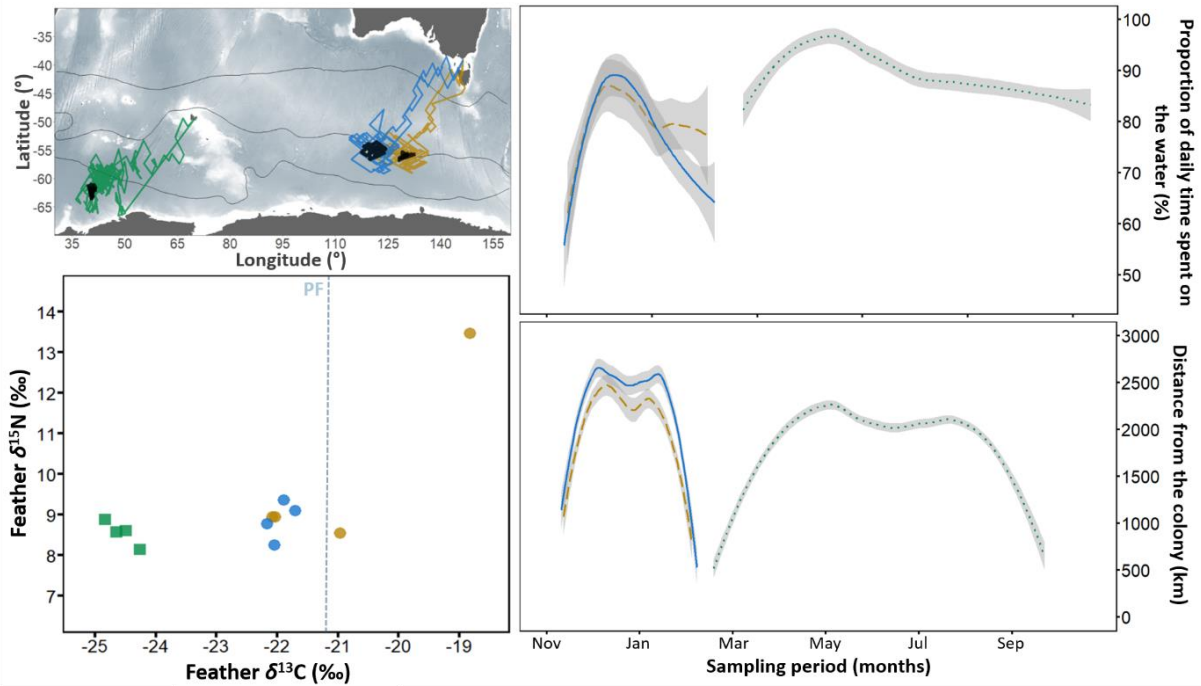 -35
-40
-45
-50
-55
-60
-65
Latitude (°)
35 50 65 80 95 110 125 140 155
Longitude (°)
100
90
80
70
60
50
Proportion of daily time spent on
the water
(%)
PF
14
13
12
11
10
9
8
7
Feather δ¹⁵N (‰)
-25 -24 -23 -22 -21 -20 -19
Feather δ¹³C (‰)
3000
2500
2000
1500
1000
500
0
Distance from the colony (km)
Nov Jan Mar May Jul Sep
Sampling period (months)